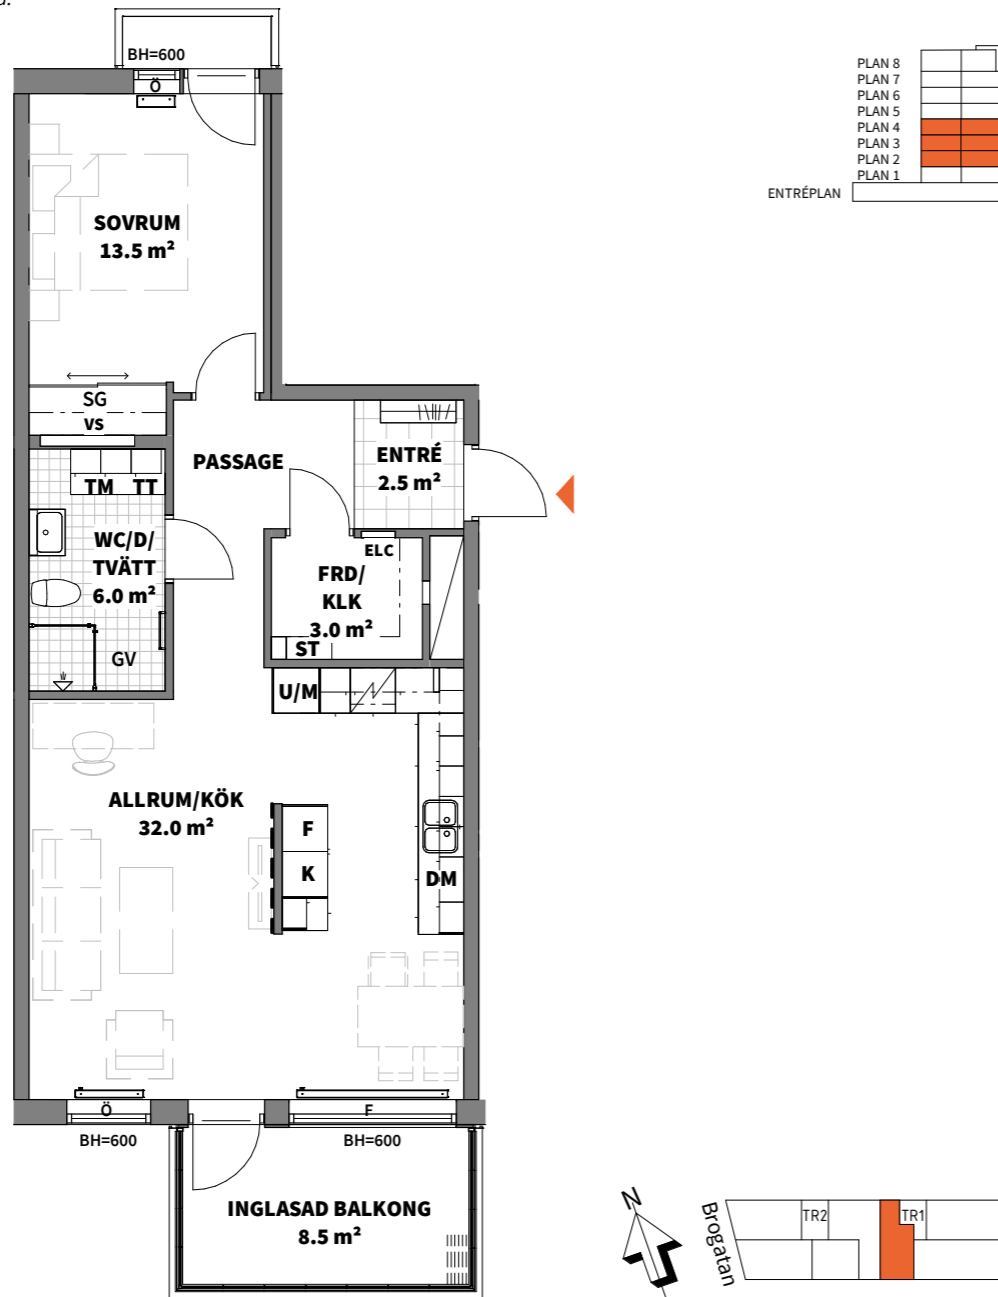 BH=600
Ö
SOVRUM
13.5 m²
SG
VS
PASSAGE
ENTRÉ
2.5 m²
TM TT
WC/D/
TVÄTT
6.0 m²
GV
ELC
FRD/
KLK
3.0 m²
ST
U/M
ALLRUM/KÖK
32.0 m²
F
K
DM
Ö
F
BH=600
BH=600
INGLASAD BALKONG
8.5 m²
PLAN 8
PLAN 7
PLAN 6
PLAN 5
PLAN 4
PLAN 3
PLAN 2
PLAN 1
ENTRÉPLAN
N
Brogatan
TR2
TR1